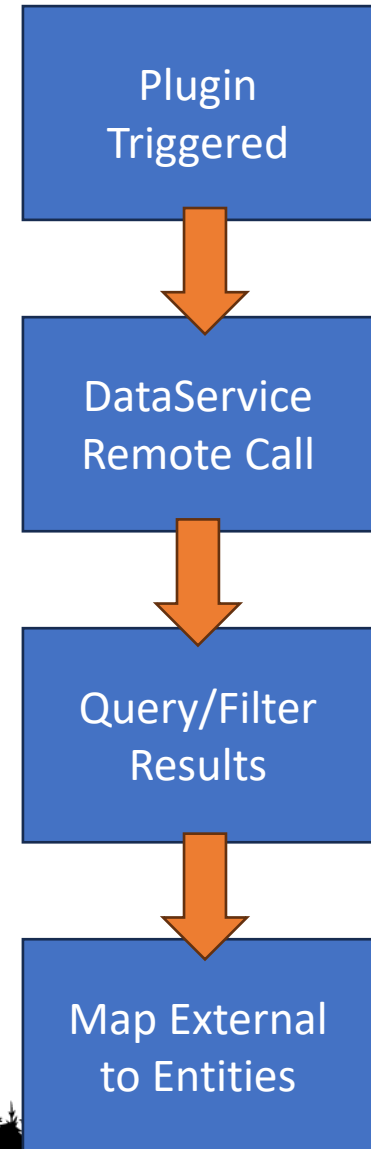 Plugin
Triggered
DataService
Remote Call
Query/Filter
Results
Map External
to Entities